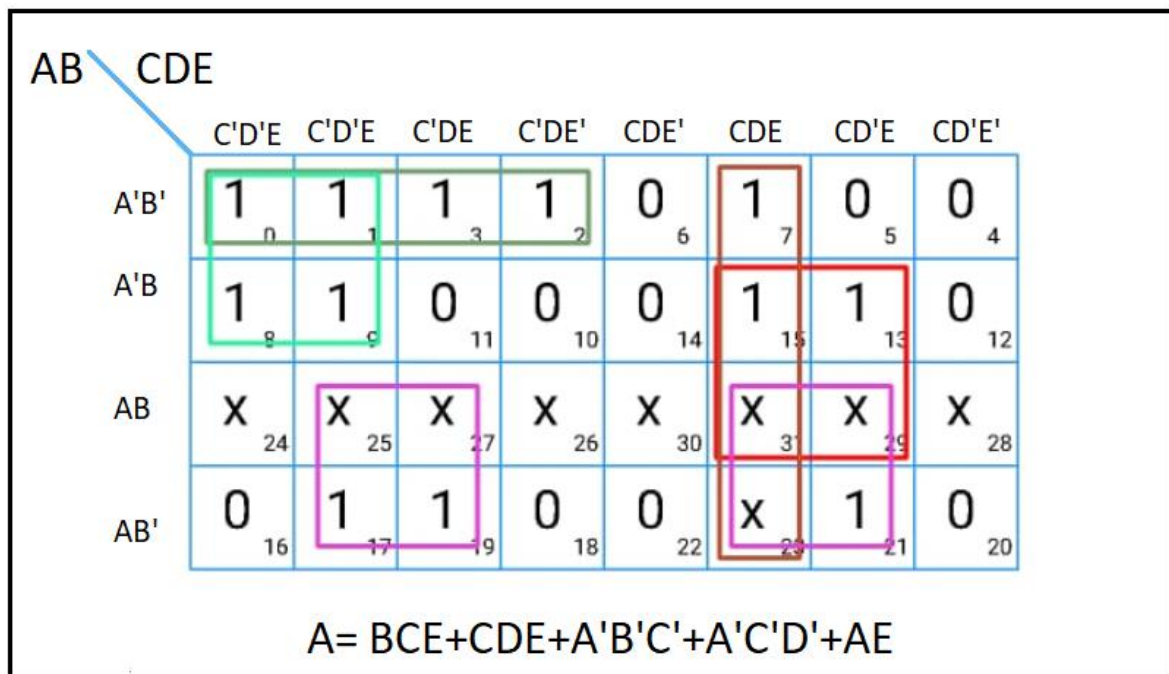 AB CDE
C'D'E C'D'E C'DE C'DE' CDE' CDE CD'E CD'E'
A'B' 1 0 1 1 1 3 1 2 0 6 1 7 0 5 0 4
A'B 1 8 1 9 0 11 0 10 0 14 1 15 1 13 0 12
AB X 24 X 25 X 27 X 26 X 30 X 31 X 29 X 28
AB' 0 16 1 17 1 19 0 18 0 22 x 23 1 21 0 20
A= BCE+CDE+A'B'C'+A'C'D'+AE